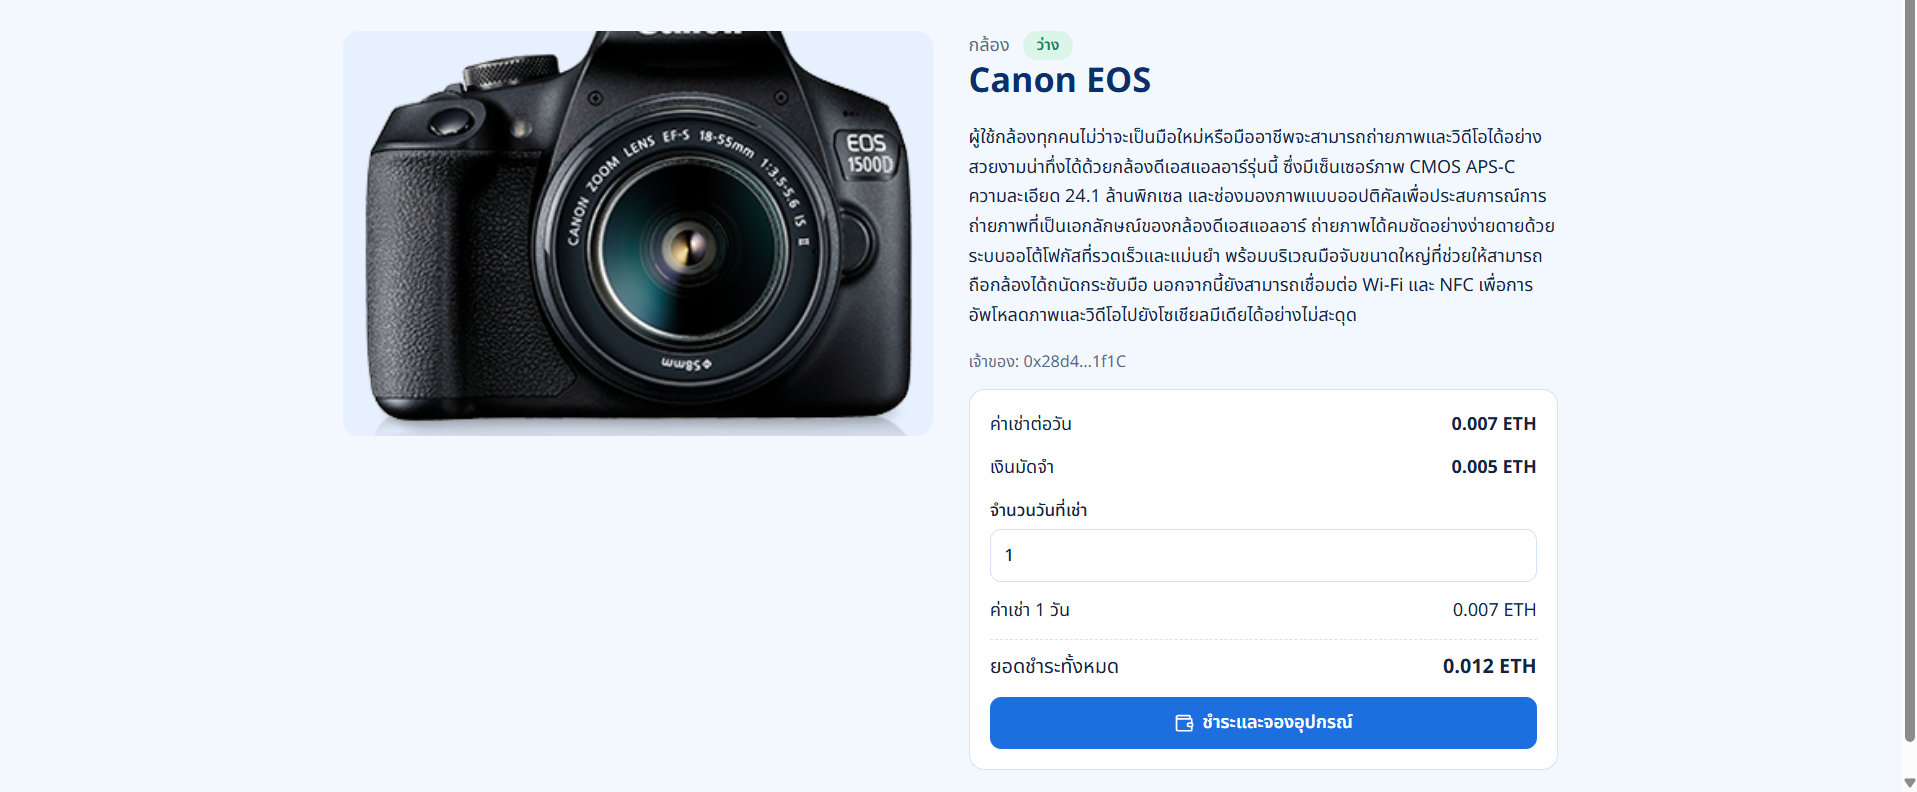 Canon
EOS
1500D
CANON ZOOM LENS EF-S 18-55mm 1:3.5-5.6 IS II
Φ58mm
กล้อง ว่าง
Canon EOS
ผู้ใช้กล้องทุกคนไม่ว่าจะเป็นมือใหม่หรือมืออาชีพจะสามารถถ่ายภาพและวิดีโอได้อย่าง
สวยงามน่าทึ่งได้ด้วยกล้องดีเอสแอลอาร์รุ่นนี้ ซึ่งมีเซ็นเซอร์ภาพ CMOS APS-C
ความละเอียด 24.1 ล้านพิกเซล และช่องมองภาพแบบออปติคัลเพื่อประสบการณ์การ
ถ่ายภาพที่เป็นเอกลักษณ์ของกล้องดีเอสแอลอาร์ ถ่ายภาพได้คมชัดอย่างง่ายดายด้วย
ระบบออโต้โฟกัสที่รวดเร็วและแม่นยำ พร้อมบริเวณมือจับขนาดใหญ่ที่ช่วยให้สามารถ
ถือกล้องได้ถนัดกระชับมือ นอกจากนี้ยังสามารถเชื่อมต่อ Wi-Fi และ NFC เพื่อการ
อัพโหลดภาพและวิดีโอไปยังโซเชียลมีเดียได้อย่างไม่สะดุด
เจ้าของ: 0x28d4...1f1C
ค่าเช่าต่อวัน 0.007 ETH
เงินมัดจำ 0.005 ETH
จำนวนวันที่เช่า
1
ค่าเช่า 1 วัน 0.007 ETH
ยอดชำระทั้งหมด 0.012 ETH
ชำระและจองอุปกรณ์